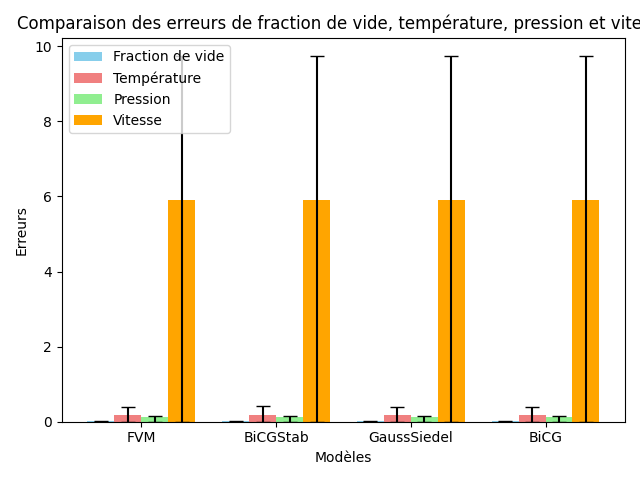 Comparaison des erreurs de fraction de vide, température, pression et vite
10
8
6
4
2
0
Erreurs
Fraction de vide
Température
Pression
Vitesse
FVM BiCGStab GaussSiedel BiCG
Modèles